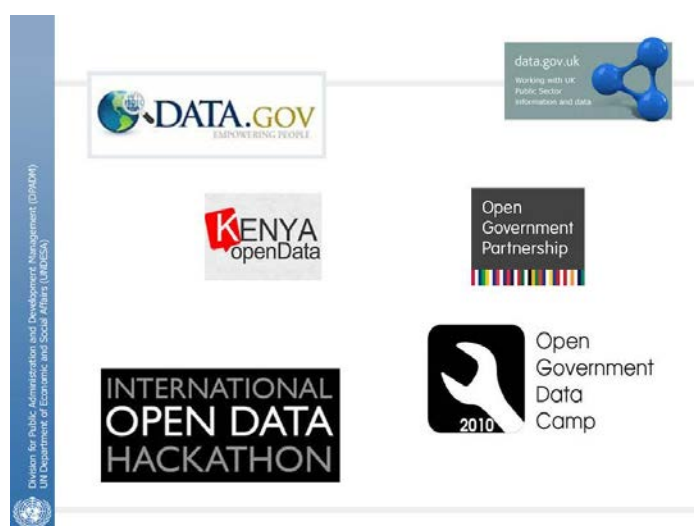 DATA.GOV
EMPOWERING PEOPLE
data.gov.uk
Working with UK
Public Sector
information and data
KENYA
openData
Open
Government
Partnership
INTERNATIONAL
OPEN DATA
HACKATHON
2010
Open
Government
Data
Camp
Division for Public Administration and Development Management (DPADM)
UN Department of Economic and Social Affairs (UNDESA)